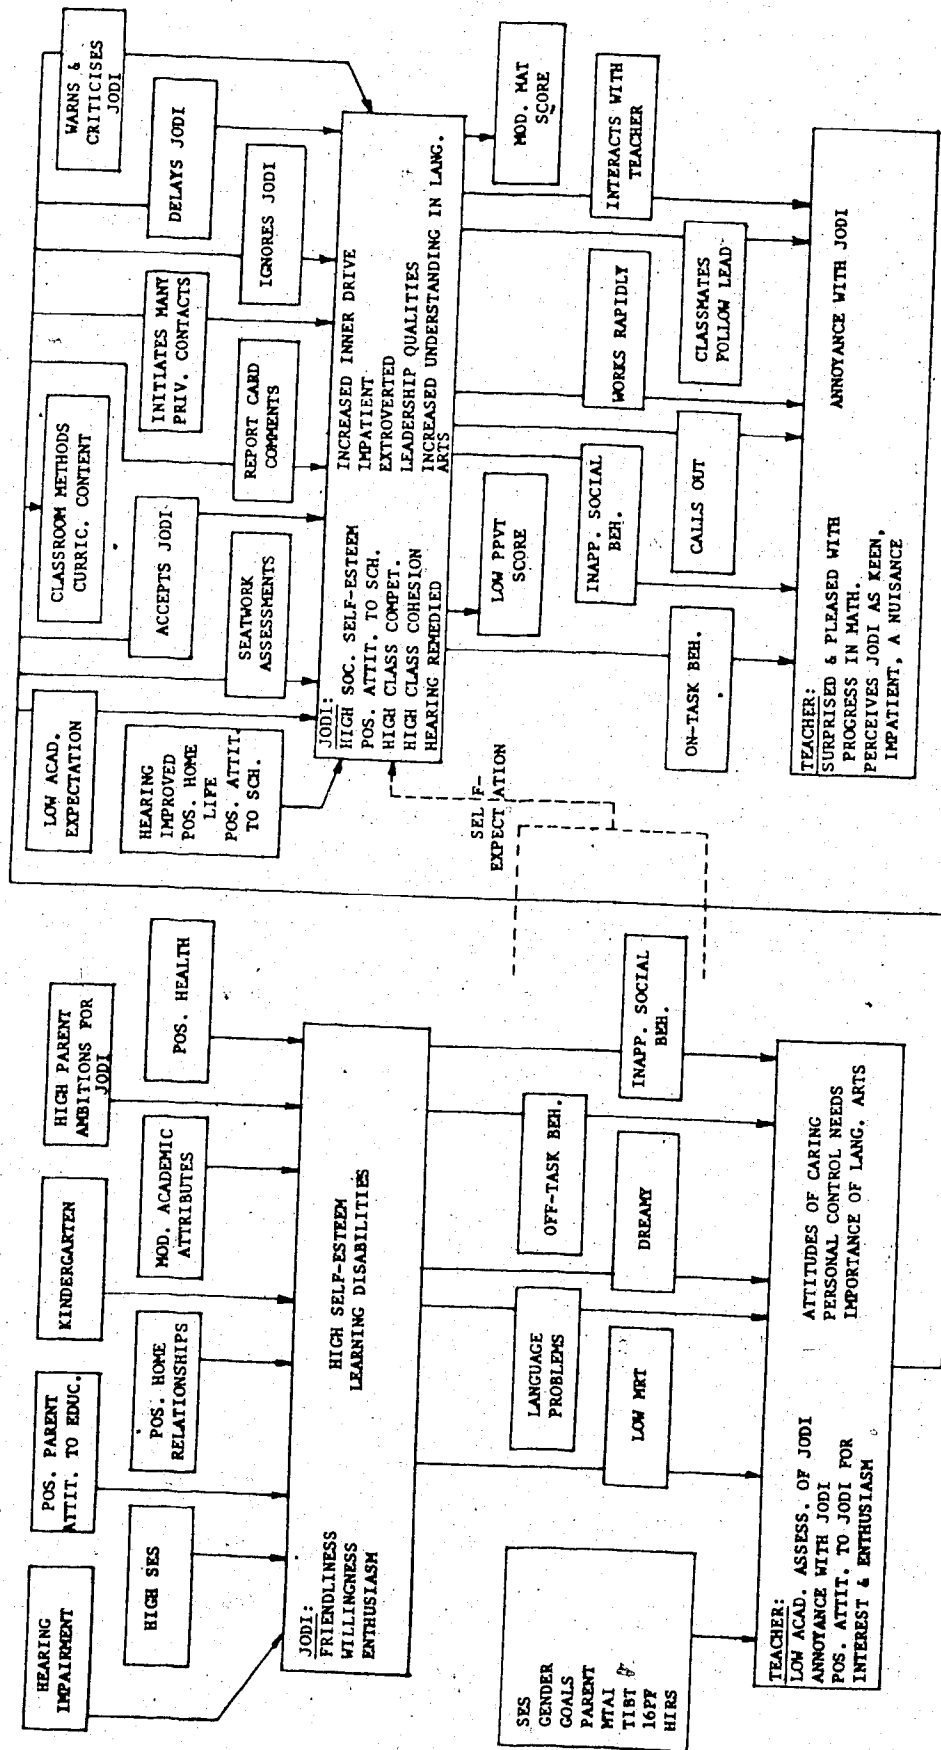 HEARING
IMPAIRMENT
HIGH SES
POS. PARENT
ATTIT. TO EDUC.
POS. HOME
RELATIONSHIPS
KINDERGARTEN
MOD. ACADEMIC
ATTRIBUTES
HIGH PARENT
AMBITIONS FOR
JODI
POS. HEALTH
JODI:
FRIENDLINESS
WILLINGNESS
ENTHUSIASM
HIGH SELF-ESTEEM
LEARNING DISABILITIES
LANGUAGE
PROBLEMS
LOW MRT
OFF-TASK BEH.
DREAMY
INAPP. SOCIAL
BEH.
SES
GENDER
GOALS
PARENT
MTAI
TIBT
16PF
HIRS
TEACHER:
LOW ACAD. ASSESS. OF JODI
ANNOYANCE WITH JODI
POS. ATTIT. TO JODI FOR
INTEREST & ENTHUSIASM
ATTITUDES OF CARING
PERSONAL CONTROL NEEDS
IMPORTANCE OF LANG. ARTS
LOW ACAD.
EXPECTATION
HEARING
IMPROVED
POS. HOME
LIFE
POS. ATTIT.
TO SCH.
CLASSROOM METHODS
CURRIC. CONTENT
ACCEPTS JODI
SEATWORK
ASSESSMENTS
INITIATES MANY
PRIV. CONTACTS
REPORT CARD
COMMENTS
DELAYS JODI
IGNORES JODI
WARNS &
CRITICISES
JODI
JODI:
HIGH SOC. SELF-ESTEEM
POS. ATTIT. TO SCH.
HIGH CLASS COMPET.
HIGH CLASS COHESION
HEARING REMEDIED
INCREASED INNER DRIVE
IMPATIENT
EXTROVERTED
LEADERSHIP QUALITIES
INCREASED UNDERSTANDING IN LANG.
ARTS
SELF-
EXPECTATION
LOW PPVT
SCORE
MOD. MAT
SCORE
ON-TASK BEH.
INAPP. SOCIAL
BEH.
CALLS OUT
WORKS RAPIDLY
CLASSMATES
FOLLOW LEAD
INTERACTS WITH
TEACHER
TEACHER:
SURPRISED & PLEASED WITH
PROGRESS IN MATH.
PERCEIVES JODI AS KEEN,
IMPATIENT, A NUISANCE
ANNOYANCE WITH JODI